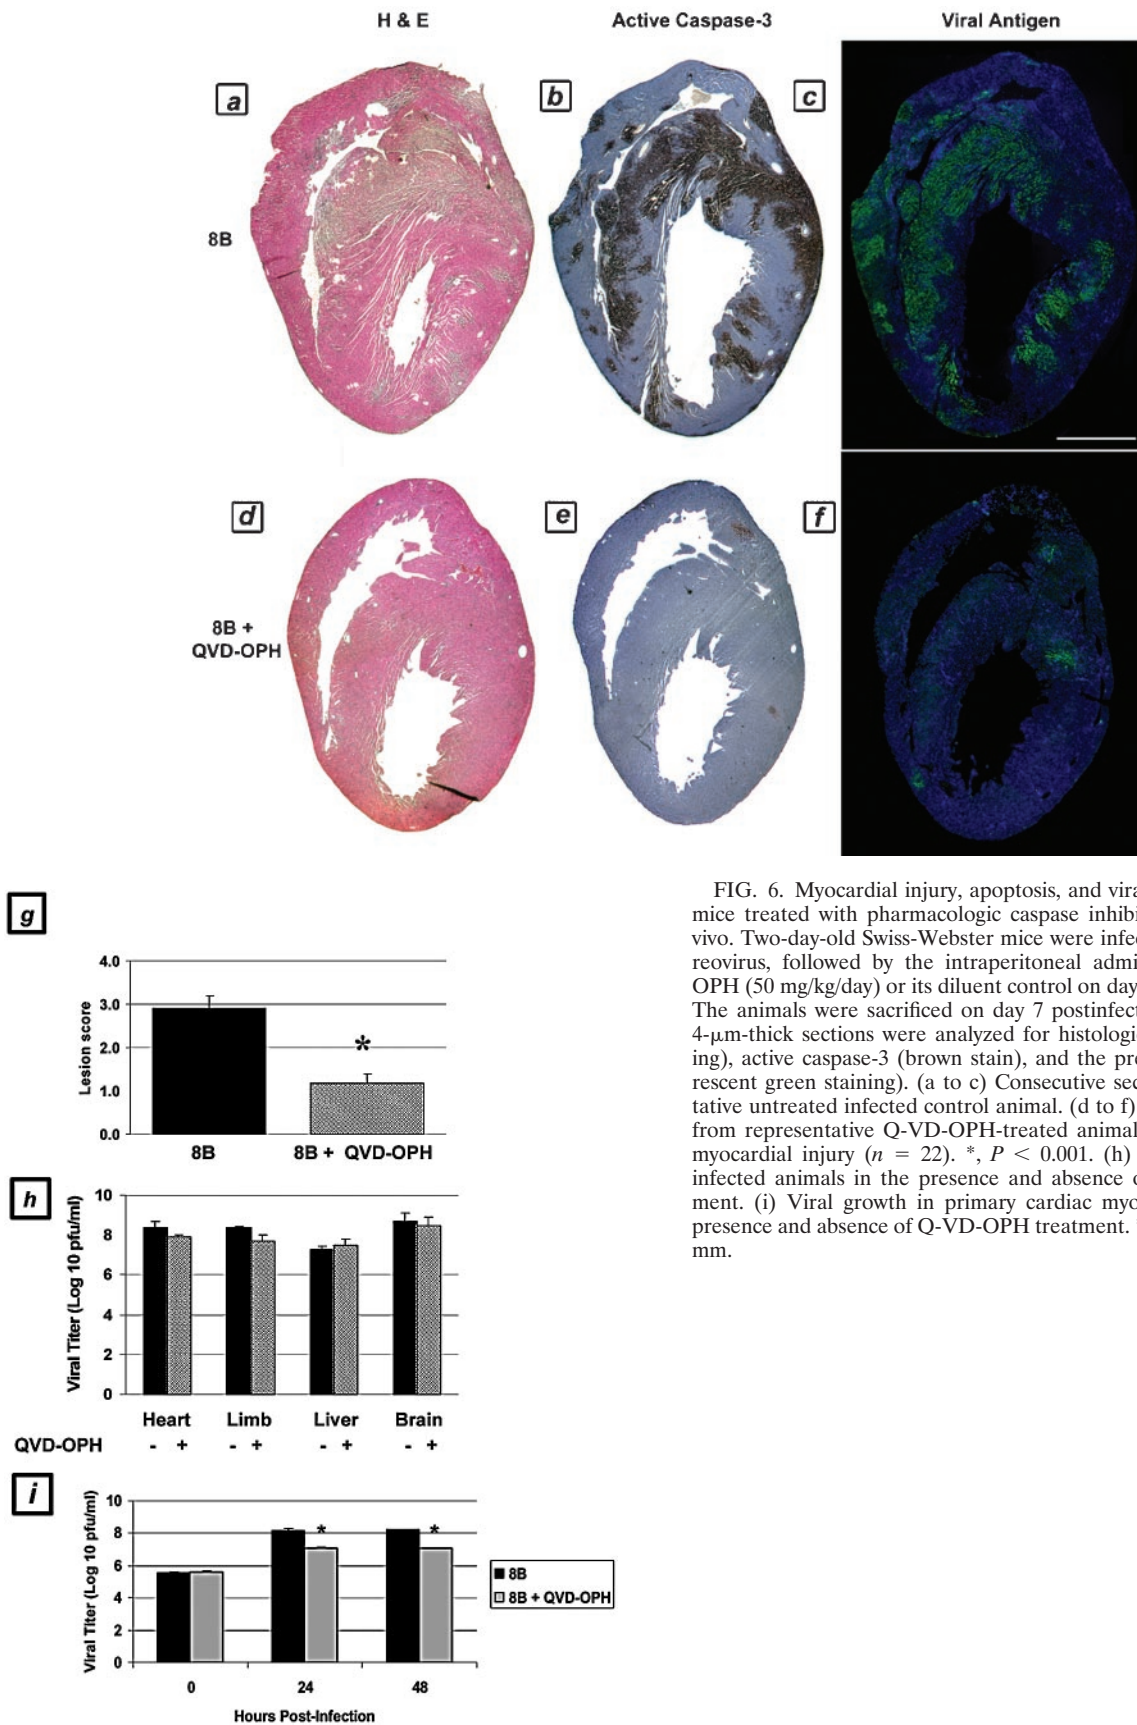 H & E Active Caspase-3 Viral Antigen
a b c
8B
d e f
8B +
QVD-OPH
g
4.0
3.0
2.0
1.0
0.0
Lesion score
*
8B 8B + QVD-OPH
h
10
8
6
4
2
0
Viral Titer (Log 10 pfu/ml)
Heart Limb Liver Brain
QVD-OPH - + - + - + - +
i
10
8
6
4
2
0
Viral Titer (Log 10 pfu/ml)
* *
0 24 48
Hours Post-Infection
8B
8B + QVD-OPH
FIG. 6. Myocardial injury, apoptosis, and vira
mice treated with pharmacologic caspase inhibi
vivo. Two-day-old Swiss-Webster mice were infec
reovirus, followed by the intraperitoneal admi
OPH (50 mg/kg/day) or its diluent control on day
The animals were sacrificed on day 7 postinfect
4-μm-thick sections were analyzed for histologic
ing), active caspase-3 (brown stain), and the pre
rescent green staining). (a to c) Consecutive sec
tative untreated infected control animal. (d to f)
from representative Q-VD-OPH-treated animal
myocardial injury (n = 22). *, P < 0.001. (h)
infected animals in the presence and absence o
ment. (i) Viral growth in primary cardiac myo
presence and absence of Q-VD-OPH treatment.
mm.